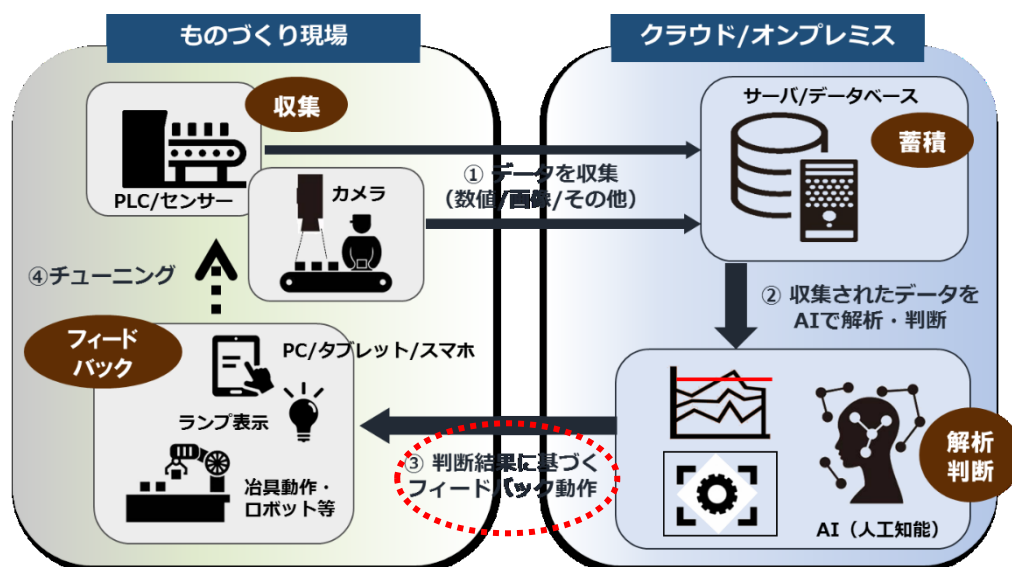 ものづくり現場
クラウド/オンプレミス
収集
PLC/センサー
カメラ
① データを収集
（数値/画像/その他）
サーバ/データベース
蓄積
② 収集されたデータを
AIで解析・判断
解析
判断
AI（人工知能）
③ 判断結果に基づく
フィードバック動作
フィード
バック
PC/タブレット/スマホ
ランプ表示
冶具動作・
ロボット等
④チューニング